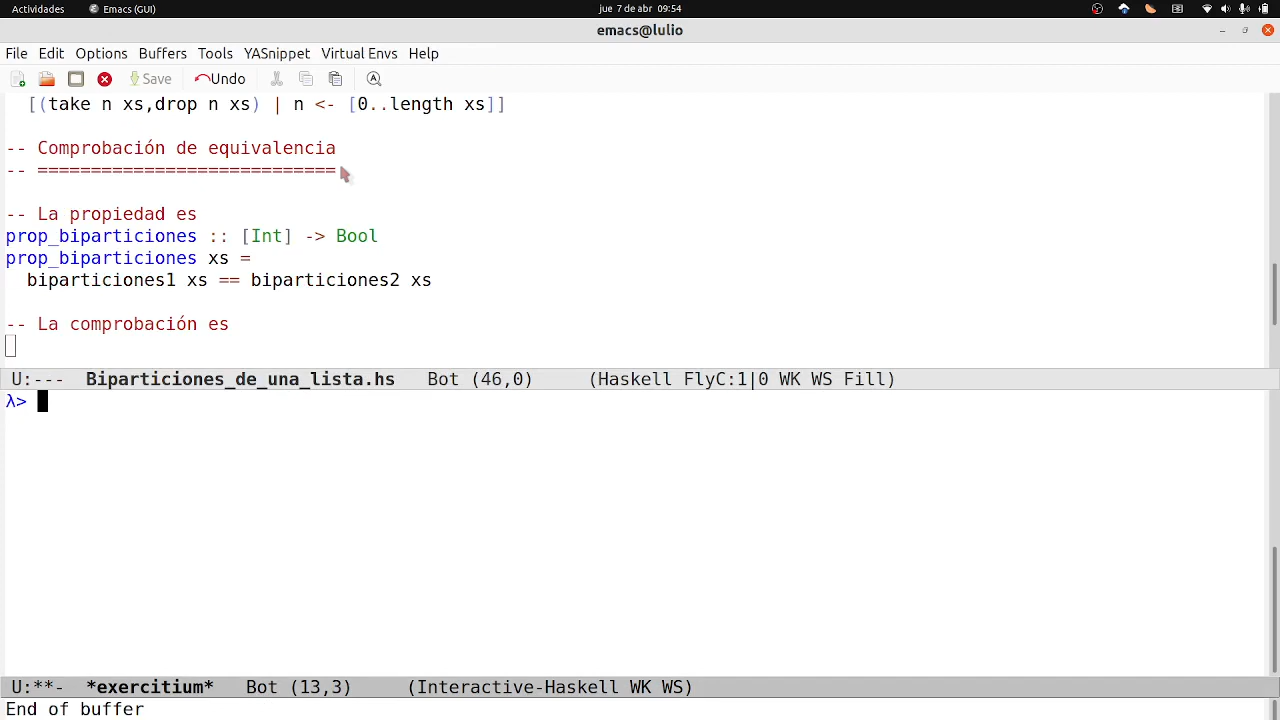 Actividades Emacs (GUI) jue 7 de abr 09:54
emacs@lulio
File Edit Options Buffers Tools YASnippet Virtual Envs Help
Save Undo
[(take n xs,drop n xs) | n <- [0..length xs]]
-- Comprobación de equivalencia
-- ============================
-- La propiedad es
prop_biparticiones :: [Int] -> Bool
prop_biparticiones xs =
biparticiones1 xs == biparticiones2 xs
-- La comprobación es
U:--- Biparticiones_de_una_lista.hs Bot (46,0) (Haskell FlyC:1|0 WK WS Fill)
λ>
U:**- *exercitium* Bot (13,3) (Interactive-Haskell WK WS)
End of buffer